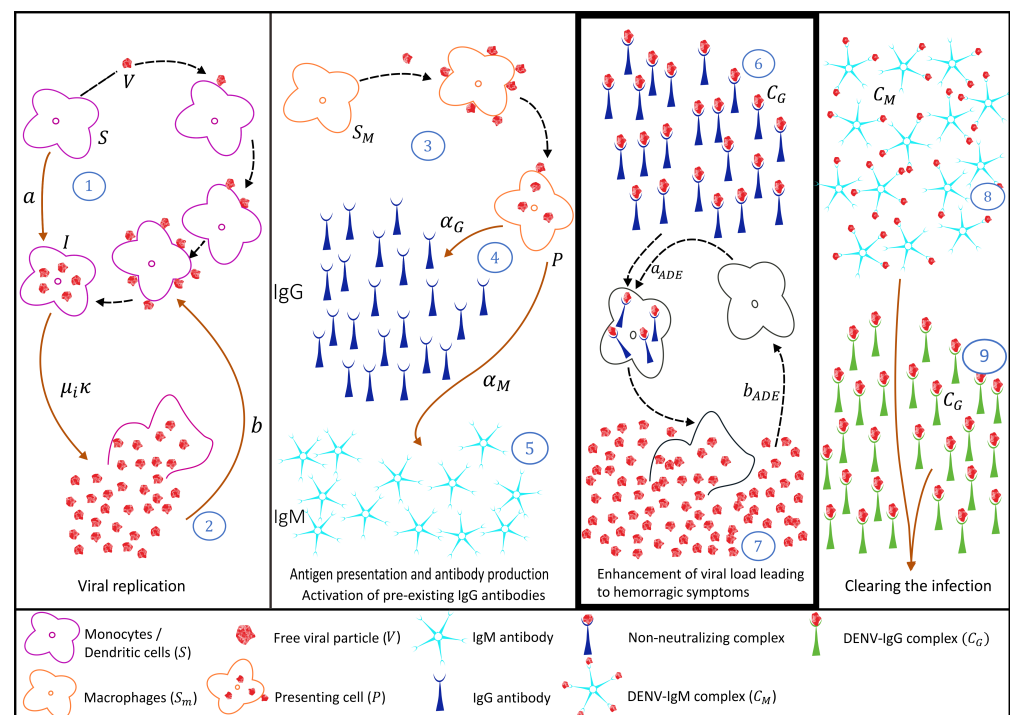 V
S
1
a
I
μᵢκ
b
2
Viral replication
S_M
3
α_G
4
P
IgG
α_M
5
IgM
Antigen presentation and antibody production
Activation of pre-existing IgG antibodies
6
C_G
a_ADE
b_ADE
7
Enhancement of viral load leading
to hemorragic symptoms
C_M
8
9
C_G
Clearing the infection
Monocytes /
Dendritic cells (S)
Free viral particle (V)
IgM antibody
Non-neutralizing complex
DENV-IgG complex (C_G)
Macrophages (S_m)
Presenting cell (P)
IgG antibody
DENV-IgM complex (C_M)